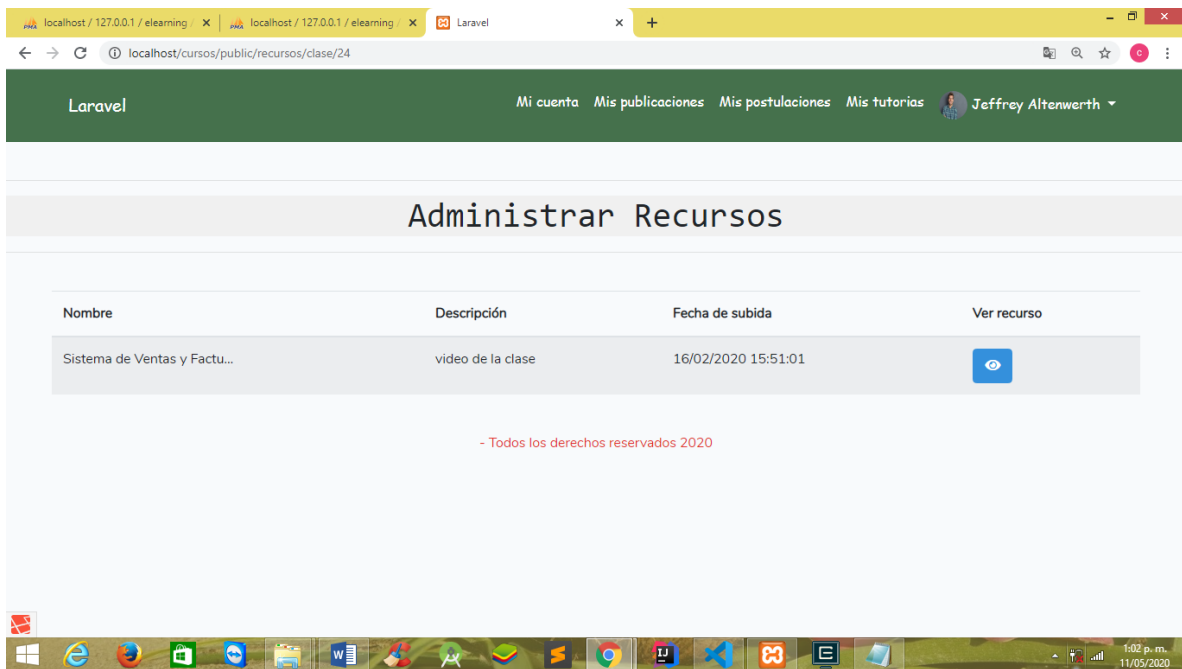 localhost / 127.0.0.1 / elearning /
localhost / 127.0.0.1 / elearning /
Laravel
localhost/cursos/public/recursos/clase/24
C
Laravel
Mi cuenta Mis publicaciones Mis postulaciones Mis tutorias Jeffrey Altenwerth
Administrar Recursos
Nombre Descripción Fecha de subida Ver recurso
Sistema de Ventas y Factu... video de la clase 16/02/2020 15:51:01
- Todos los derechos reservados 2020
1:02 p. m.
11/05/2020